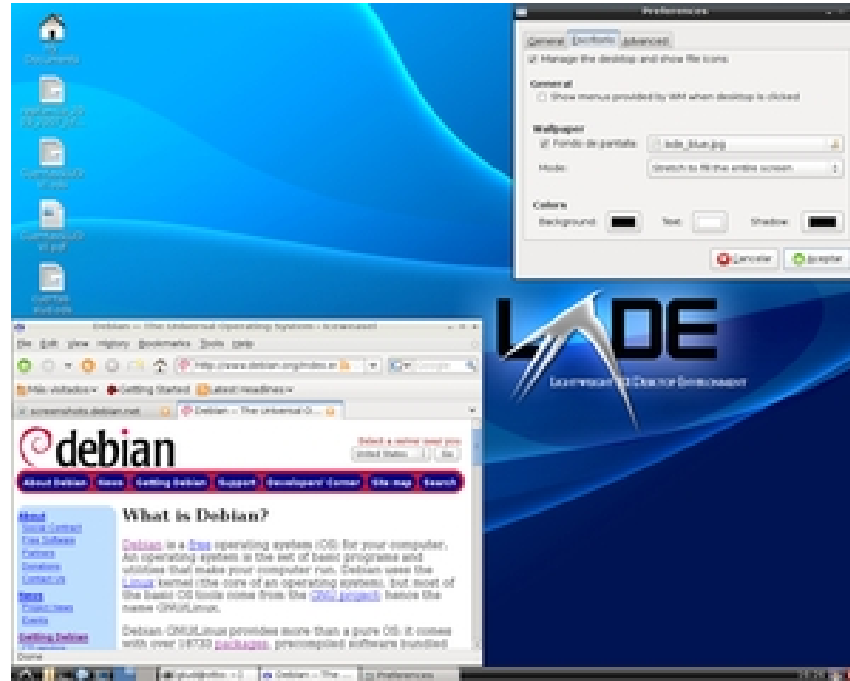 Preferences
General Escritorio Advanced
Manage the desktop and show file icons
General
Show menus provided by WM when desktop is clicked
Wallpaper
Fondo de pantalla: lxde_blue.jpg
Mode: Stretch to fill the entire screen
Colors
Background: Text: Shadow:
Cancelar Aceptar
My Documents
LXDE
Lightweight X11 Desktop Environment
Debian -- The Universal Operating System - Iceweasel
File Edit View History Bookmarks Tools Help
http://www.debian.org/index.e Google
Más visitados Getting Started Latest Headlines
screenshots.debian.net Debian -- The Universal O...
debian
Select a server near you
United States Go
About Debian News Getting Debian Support Developers' Corner Site map Search
About
Social Contract
Free Software
Partners
Donations
Contact Us
News
Project News
Events
Getting Debian
What is Debian?
Debian is a free operating system (OS) for your computer.
An operating system is the set of basic programs and
utilities that make your computer run. Debian uses the
Linux kernel (the core of an operating system), but most of
the basic OS tools come from the GNU project; hence the
name GNU/Linux.
Debian GNU/Linux provides more than a pure OS: it comes
with over 18733 packages, precompiled software bundled
Done
Debian -- The ... Preferences